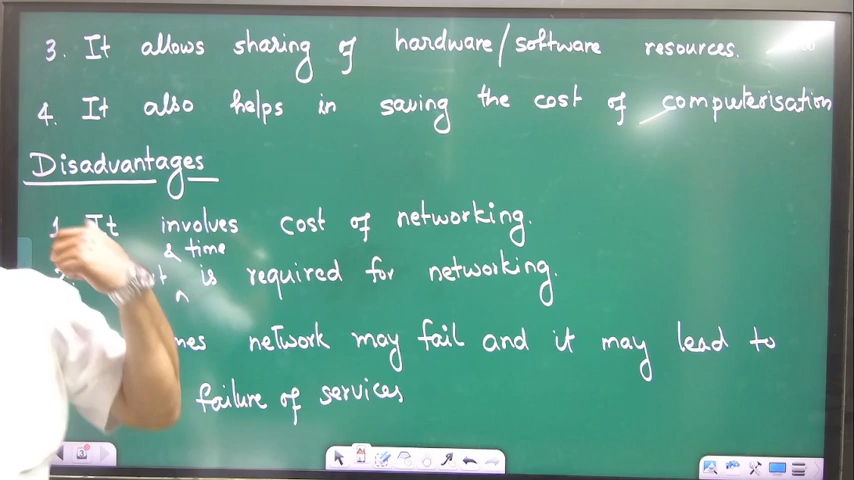 3. It allows sharing of hardware/software resources.
4. It also helps in saving the cost of computerisation
Disadvantages
1. It involves cost of networking.
& time
is required for networking.
network may fail and it may lead to
failure of services